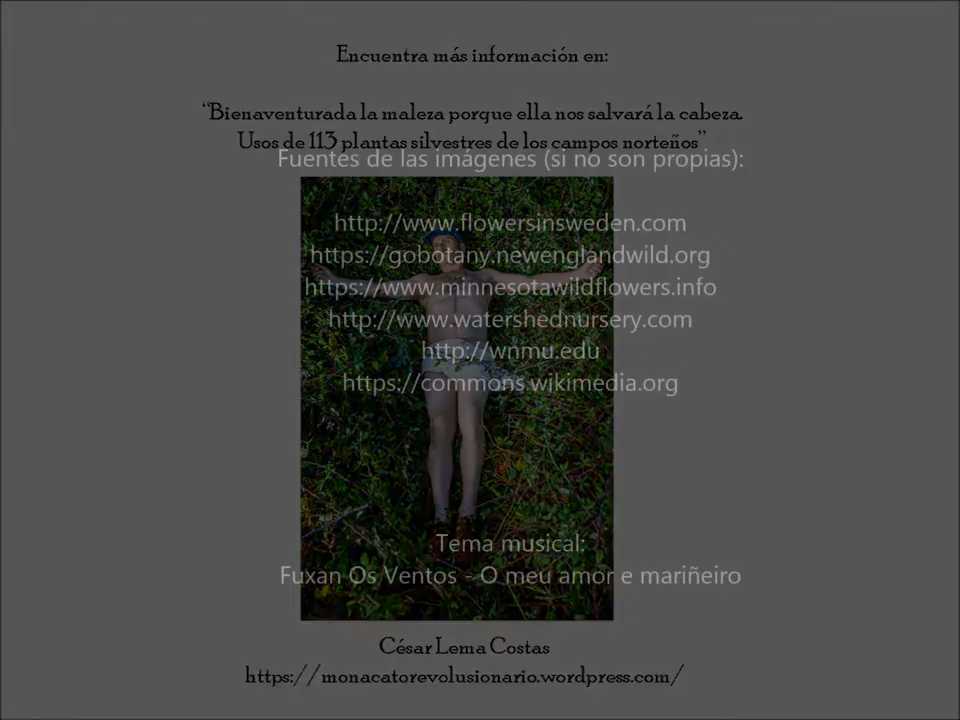 Encuentra más información en:
“Bienaventurada la maleza porque ella nos salvará la cabeza.
Usos de 113 plantas silvestres de los campos norteños”
Fuentes de las imágenes (si no son propias):
http://www.flowersinsweden.com
https://gobotany.newenglandwild.org
https://www.minnesotawildflowers.info
http://www.watershednursery.com
http://wnmu.edu
https://commons.wikimedia.org
Tema musical:
Fuxan Os Ventos - O meu amor e mariñeiro
César Lema Costas
https://monacatorevolusionario.wordpress.com/